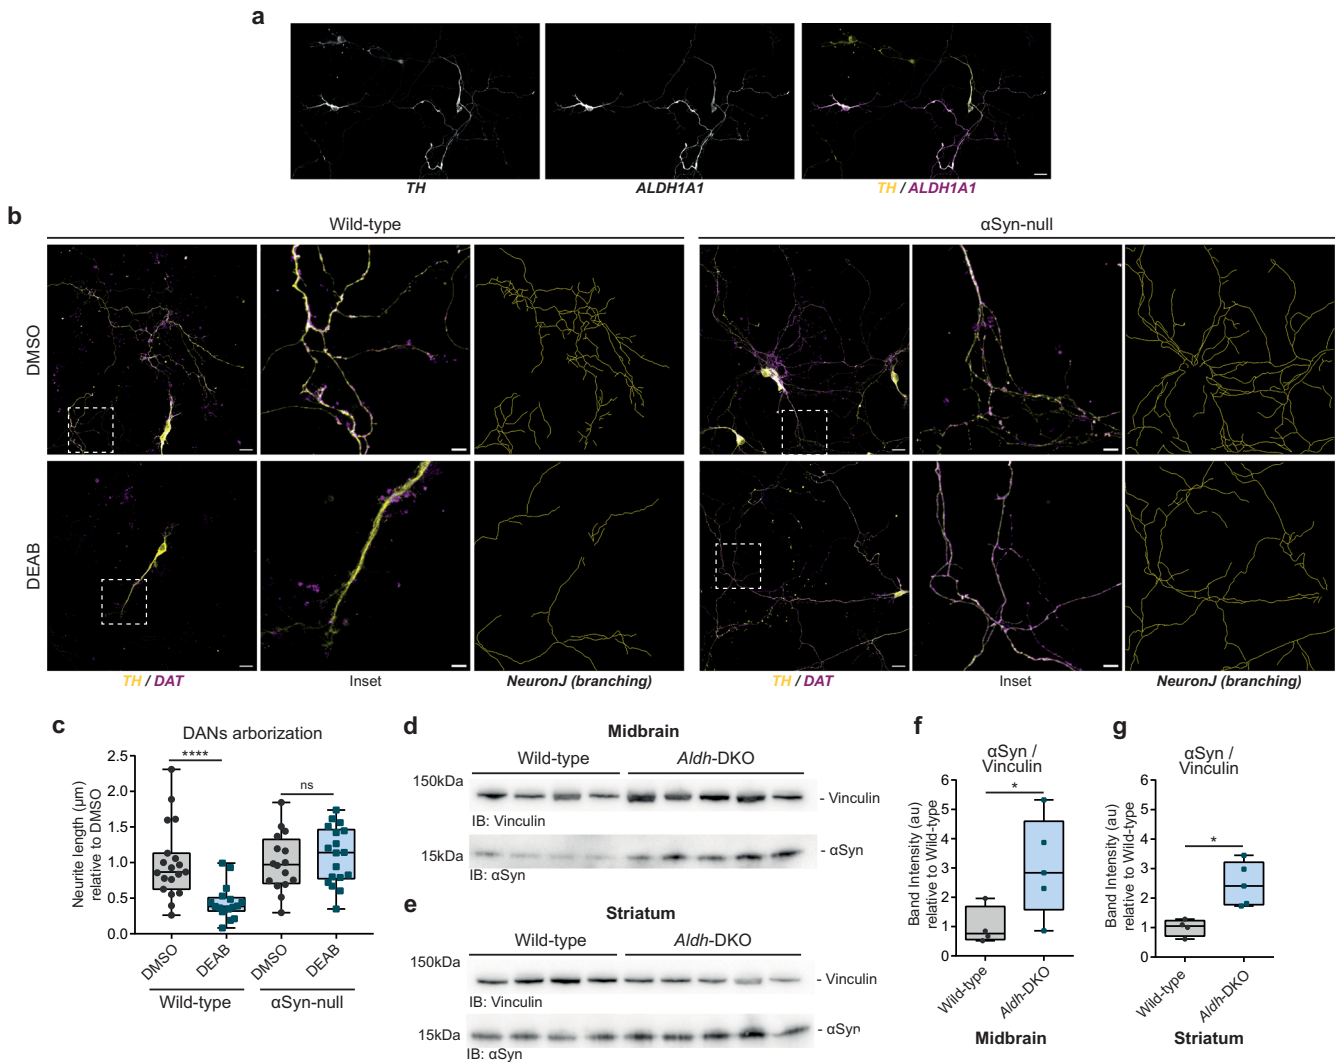 a
TH
ALDH1A1
TH / ALDH1A1
b
Wild-type
αSyn-null
DMSO
DEAB
TH / DAT
Inset
NeuronJ (branching)
TH / DAT
Inset
NeuronJ (branching)
c
DANs arborization
Neurite length (μm)
relative to DMSO
2.5
2.0
1.5
1.0
0.5
0.0
****
ns
DMSO
DEAB
DMSO
DEAB
Wild-type
αSyn-null
d
Midbrain
Wild-type
Aldh-DKO
150kDa
- Vinculin
IB: Vinculin
15kDa
- αSyn
IB: αSyn
e
Striatum
Wild-type
Aldh-DKO
150kDa
- Vinculin
IB: Vinculin
15kDa
- αSyn
IB: αSyn
f
αSyn /
Vinculin
Band Intensity (au)
relative to Wild-type
6
5
4
3
2
1
0
*
Wild-type
Aldh-DKO
Midbrain
g
αSyn /
Vinculin
Band Intensity (au)
relative to Wild-type
6
5
4
3
2
1
0
*
Wild-type
Aldh-DKO
Striatum